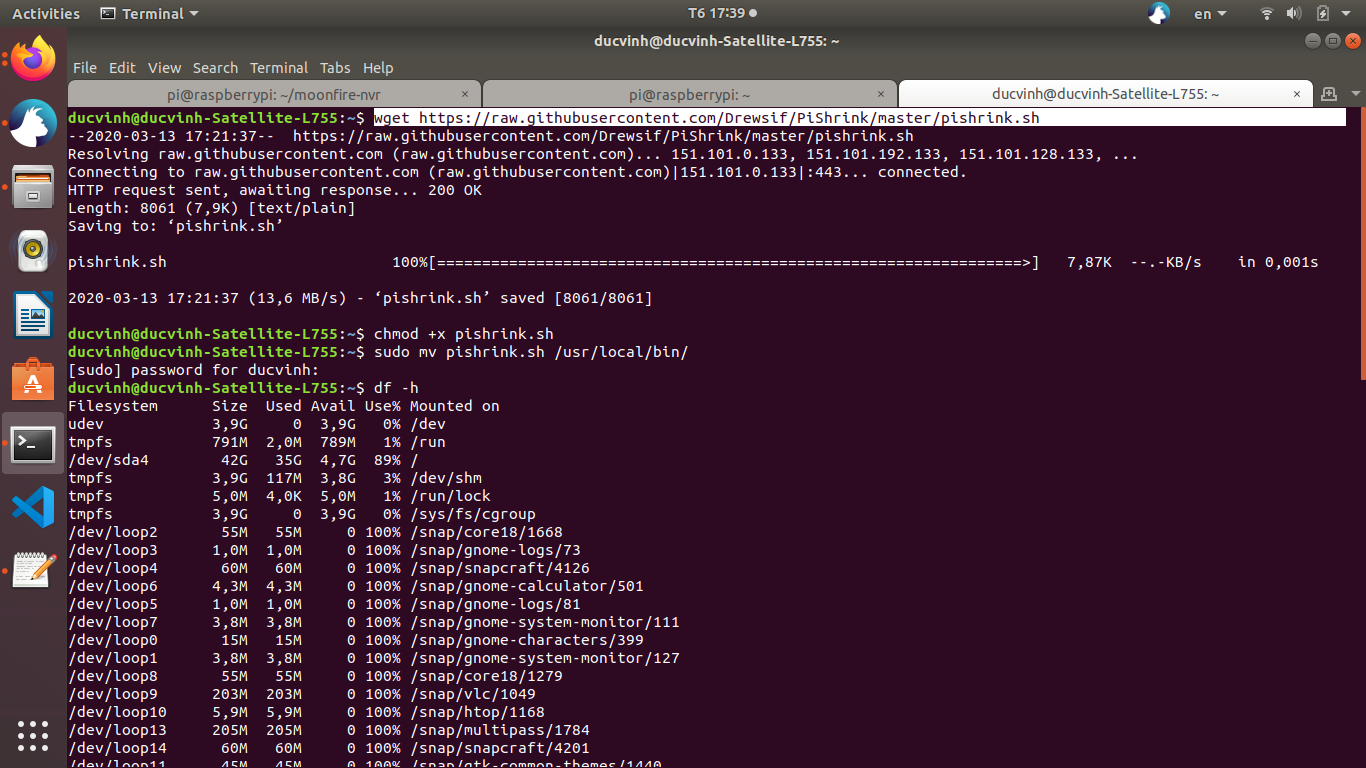 Activities Terminal T6 17:39 en
ducvinh@ducvinh-Satellite-L755: ~
File Edit View Search Terminal Tabs Help
pi@raspberrypi: ~/moonfire-nvr × pi@raspberrypi: ~ × ducvinh@ducvinh-Satellite-L755: ~ ×
ducvinh@ducvinh-Satellite-L755:~$ wget https://raw.githubusercontent.com/Drewsif/PiShrink/master/pishrink.sh
--2020-03-13 17:21:37-- https://raw.githubusercontent.com/Drewsif/PiShrink/master/pishrink.sh
Resolving raw.githubusercontent.com (raw.githubusercontent.com)... 151.101.0.133, 151.101.192.133, 151.101.128.133, ...
Connecting to raw.githubusercontent.com (raw.githubusercontent.com)|151.101.0.133|:443... connected.
HTTP request sent, awaiting response... 200 OK
Length: 8061 (7,9K) [text/plain]
Saving to: ‘pishrink.sh’
pishrink.sh 100%[=================================================================>] 7,87K --.-KB/s in 0,001s
2020-03-13 17:21:37 (13,6 MB/s) - ‘pishrink.sh’ saved [8061/8061]
ducvinh@ducvinh-Satellite-L755:~$ chmod +x pishrink.sh
ducvinh@ducvinh-Satellite-L755:~$ sudo mv pishrink.sh /usr/local/bin/
[sudo] password for ducvinh:
ducvinh@ducvinh-Satellite-L755:~$ df -h
Filesystem Size Used Avail Use% Mounted on
udev 3,9G 0 3,9G 0% /dev
tmpfs 791M 2,0M 789M 1% /run
/dev/sda4 42G 35G 4,7G 89% /
tmpfs 3,9G 117M 3,8G 3% /dev/shm
tmpfs 5,0M 4,0K 5,0M 1% /run/lock
tmpfs 3,9G 0 3,9G 0% /sys/fs/cgroup
/dev/loop2 55M 55M 0 100% /snap/core18/1668
/dev/loop3 1,0M 1,0M 0 100% /snap/gnome-logs/73
/dev/loop4 60M 60M 0 100% /snap/snapcraft/4126
/dev/loop6 4,3M 4,3M 0 100% /snap/gnome-calculator/501
/dev/loop5 1,0M 1,0M 0 100% /snap/gnome-logs/81
/dev/loop7 3,8M 3,8M 0 100% /snap/gnome-system-monitor/111
/dev/loop0 15M 15M 0 100% /snap/gnome-characters/399
/dev/loop1 3,8M 3,8M 0 100% /snap/gnome-system-monitor/127
/dev/loop8 55M 55M 0 100% /snap/core18/1279
/dev/loop9 203M 203M 0 100% /snap/vlc/1049
/dev/loop10 5,9M 5,9M 0 100% /snap/htop/1168
/dev/loop13 205M 205M 0 100% /snap/multipass/1784
/dev/loop14 60M 60M 0 100% /snap/snapcraft/4201
/dev/loop11 45M 45M 0 100% /snap/gtk-common-themes/1440